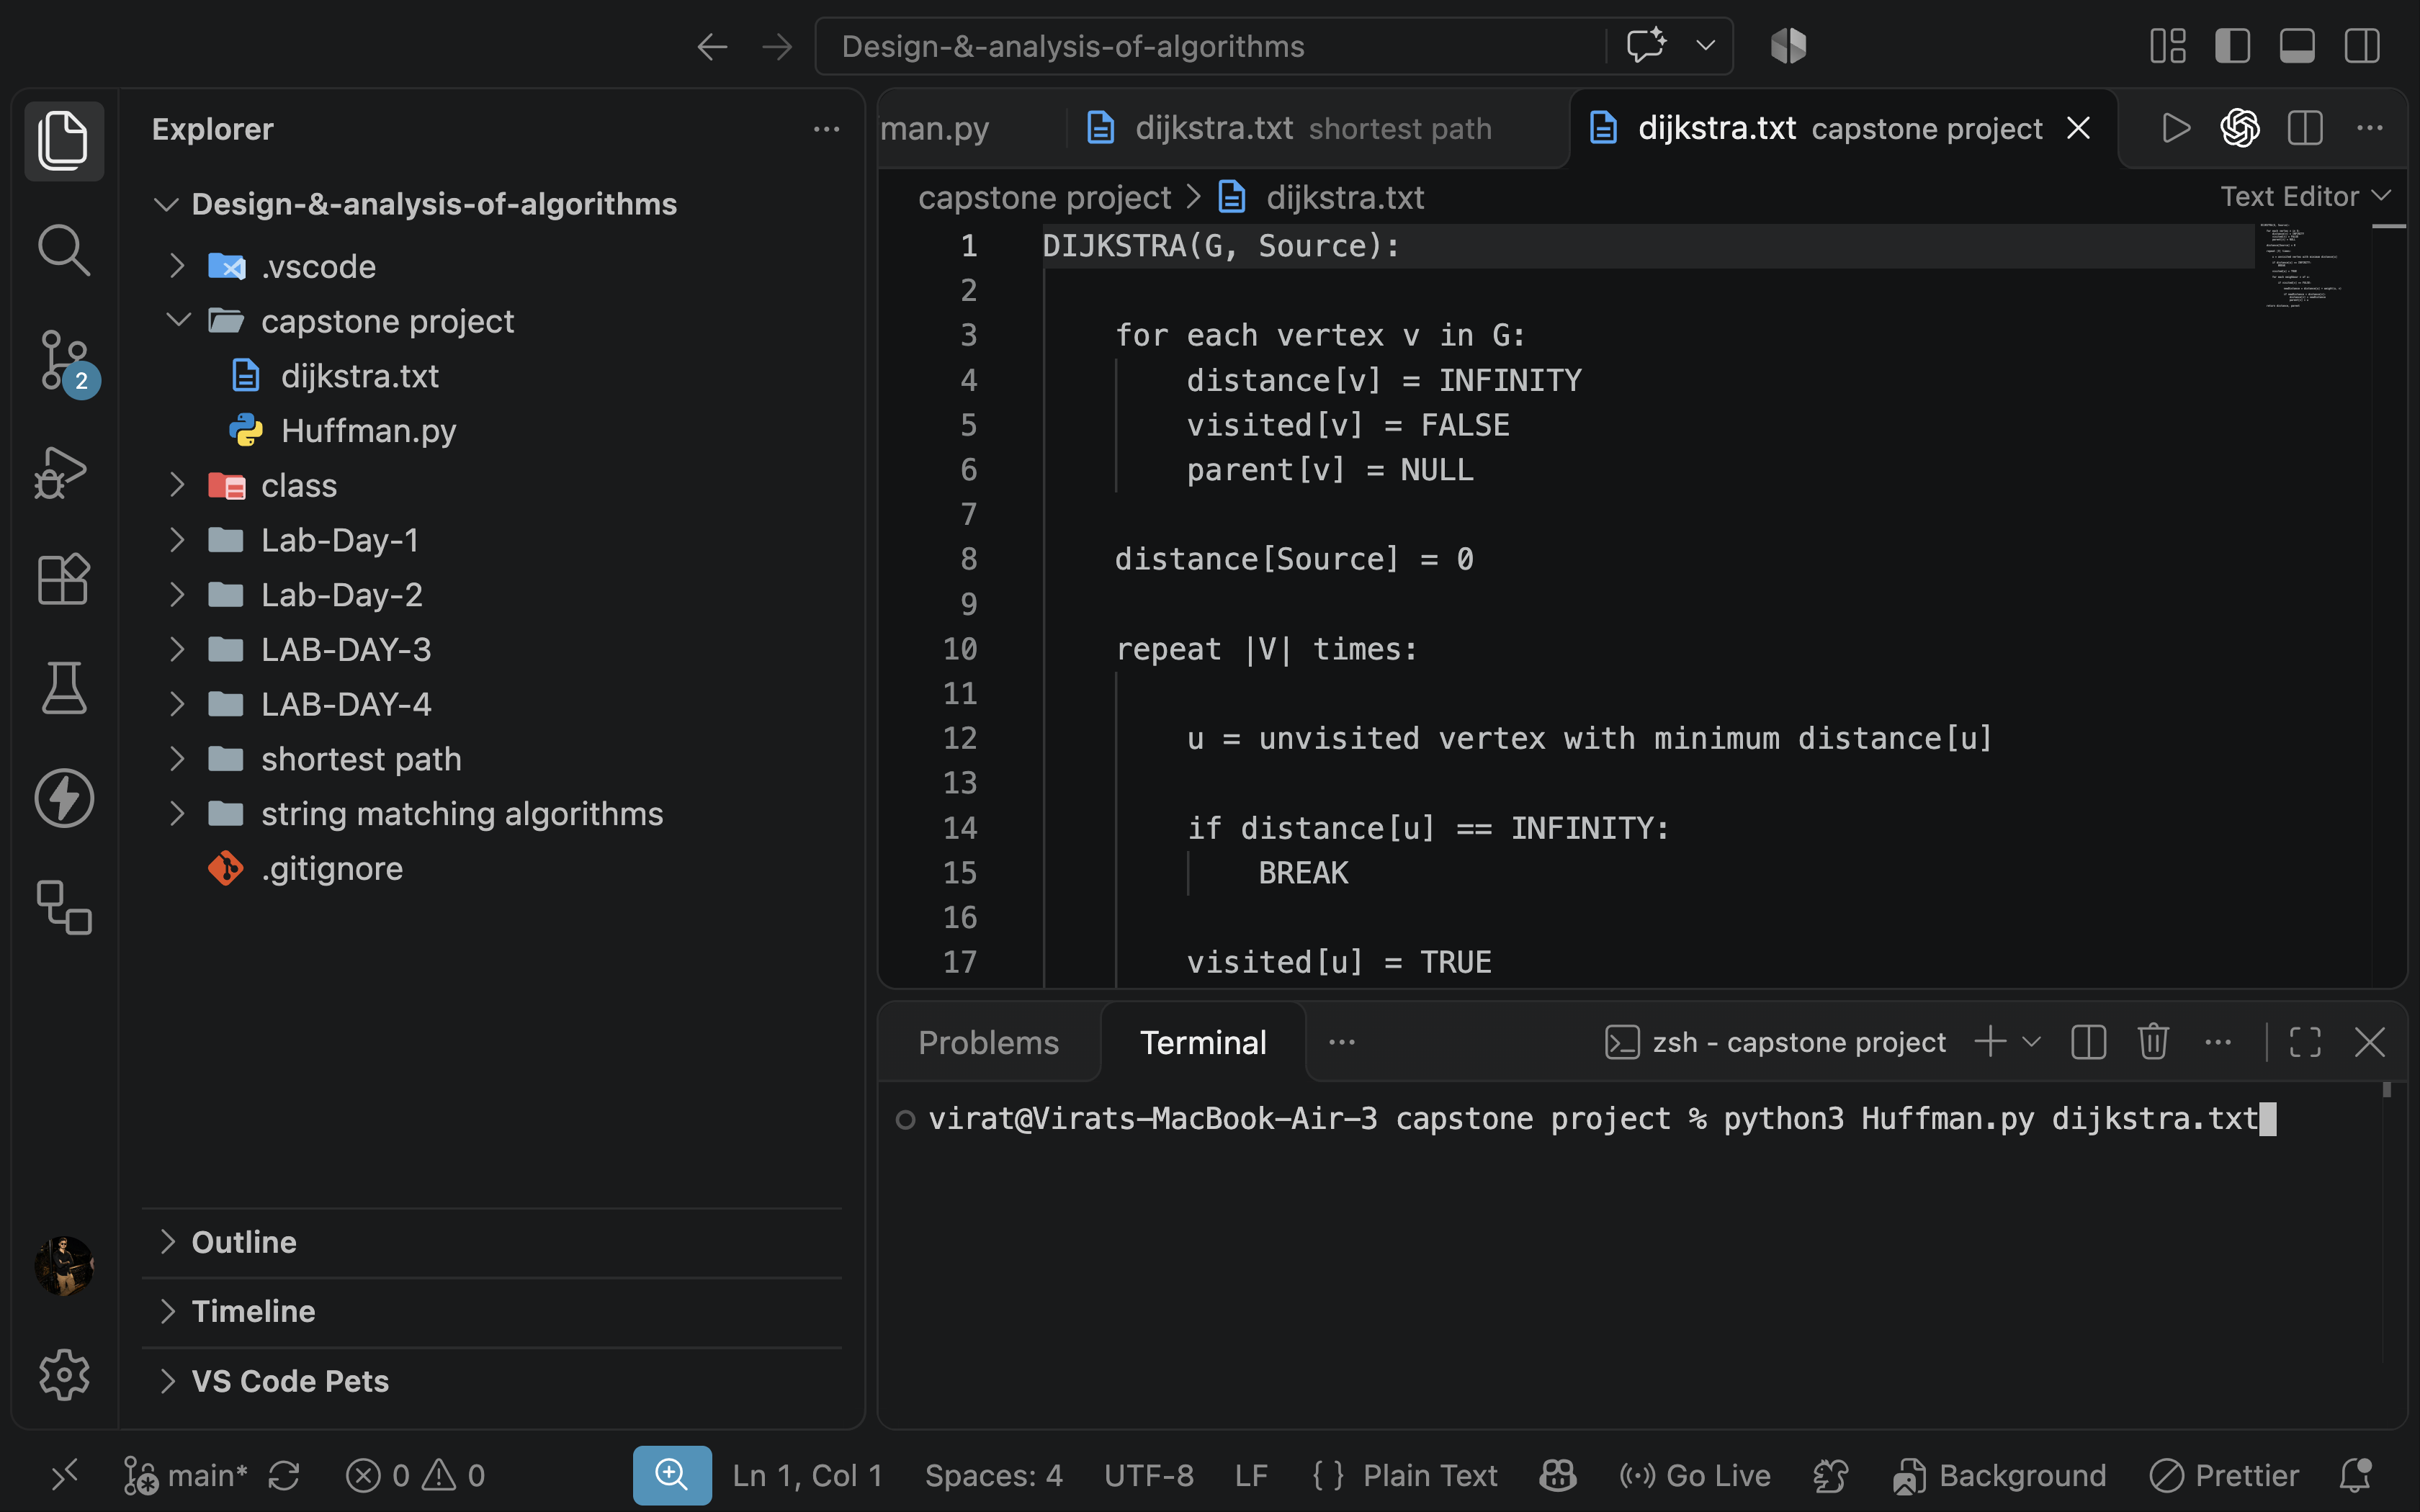 Design-&-analysis-of-algorithms
Explorer
Design-&-analysis-of-algorithms
.vscode
capstone project
dijkstra.txt
Huffman.py
class
Lab-Day-1
Lab-Day-2
LAB-DAY-3
LAB-DAY-4
shortest path
string matching algorithms
.gitignore
Outline
Timeline
VS Code Pets
2
man.py
dijkstra.txt shortest path
dijkstra.txt capstone project
capstone project > dijkstra.txt
Text Editor
1 DIJKSTRA(G, Source):
2
3 for each vertex v in G:
4 distance[v] = INFINITY
5 visited[v] = FALSE
6 parent[v] = NULL
7
8 distance[Source] = 0
9
10 repeat |V| times:
11
12 u = unvisited vertex with minimum distance[u]
13
14 if distance[u] == INFINITY:
15 BREAK
16
17 visited[u] = TRUE
Problems
Terminal
zsh - capstone project
virat@Virats-MacBook-Air-3 capstone project % python3 Huffman.py dijkstra.txt
main* 0 0 Ln 1, Col 1 Spaces: 4 UTF-8 LF { } Plain Text Go Live Background Prettier